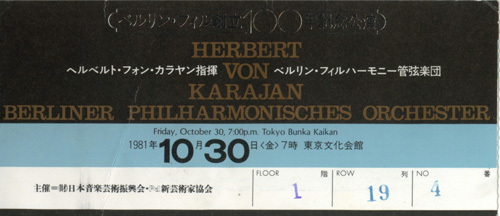 ベルリン・フィル創立100年記念公演
HERBERT
ヘルベルト・フォン・カラヤン指揮 VON ベルリン・フィルハーモニー管弦楽団
KARAJAN
BERLINER PHILHARMONISCHES ORCHESTER
Friday, October 30, 7:00p.m. Tokyo Bunka Kaikan
1981年10月30日<金>7時 東京文化会館
FLOOR 階 ROW 列 NO 番
主催=財日本音楽芸術振興会・新芸術家協会 1 19 4